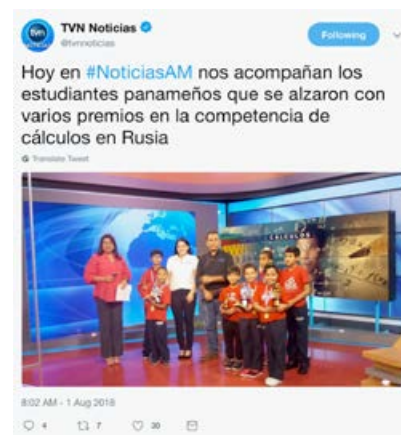 TVN Noticias
@tvnnoticias
Following
Hoy en #NoticiasAM nos acompañan los
estudiantes panameños que se alzaron con
varios premios en la competencia de
cálculos en Rusia
Translate Tweet
CALCULOS
8:02 AM - 1 Aug 2018
4 7 30